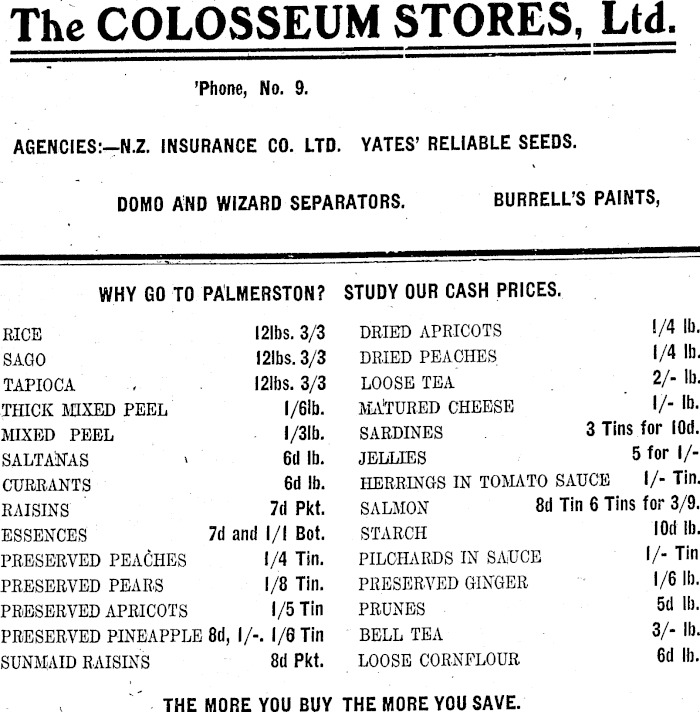 The COLOSSEUM STORES, Ltd.
'Phone, No. 9.
AGENCIES:—N.Z. INSURANCE CO. LTD. YATES' RELIABLE SEEDS.
DOMO AND WIZARD SEPARATORS. BURRELL'S PAINTS,
WHY GO TO PALMERSTON? STUDY OUR CASH PRICES.
RICE 12lbs. 3/3
SAGO 12lbs. 3/3
TAPIOCA 12lbs. 3/3
THICK MIXED PEEL 1/6lb.
MIXED PEEL 1/3lb.
SALTANAS 6d lb.
CURRANTS 6d lb.
RAISINS 7d Pkt.
ESSENCES 7d and 1/1 Bot.
PRESERVED PEACHES 1/4 Tin.
PRESERVED PEARS 1/8 Tin.
PRESERVED APRICOTS 1/5 Tin
PRESERVED PINEAPPLE 8d, 1/-. 1/6 Tin
SUNMAID RAISINS 8d Pkt.
DRIED APRICOTS 1/4 lb.
DRIED PEACHES 1/4 lb.
LOOSE TEA 2/- lb.
MATURED CHEESE 1/- lb.
SARDINES 3 Tins for 10d.
JELLIES 5 for 1/-
HERRINGS IN TOMATO SAUCE 1/- Tin.
SALMON 8d Tin 6 Tins for 3/9.
STARCH 10d lb.
PILCHARDS IN SAUCE 1/- Tin
PRESERVED GINGER 1/6 lb.
PRUNES 5d lb.
BELL TEA 3/- lb.
LOOSE CORNFLOUR 6d lb.
THE MORE YOU BUY THE MORE YOU SAVE.